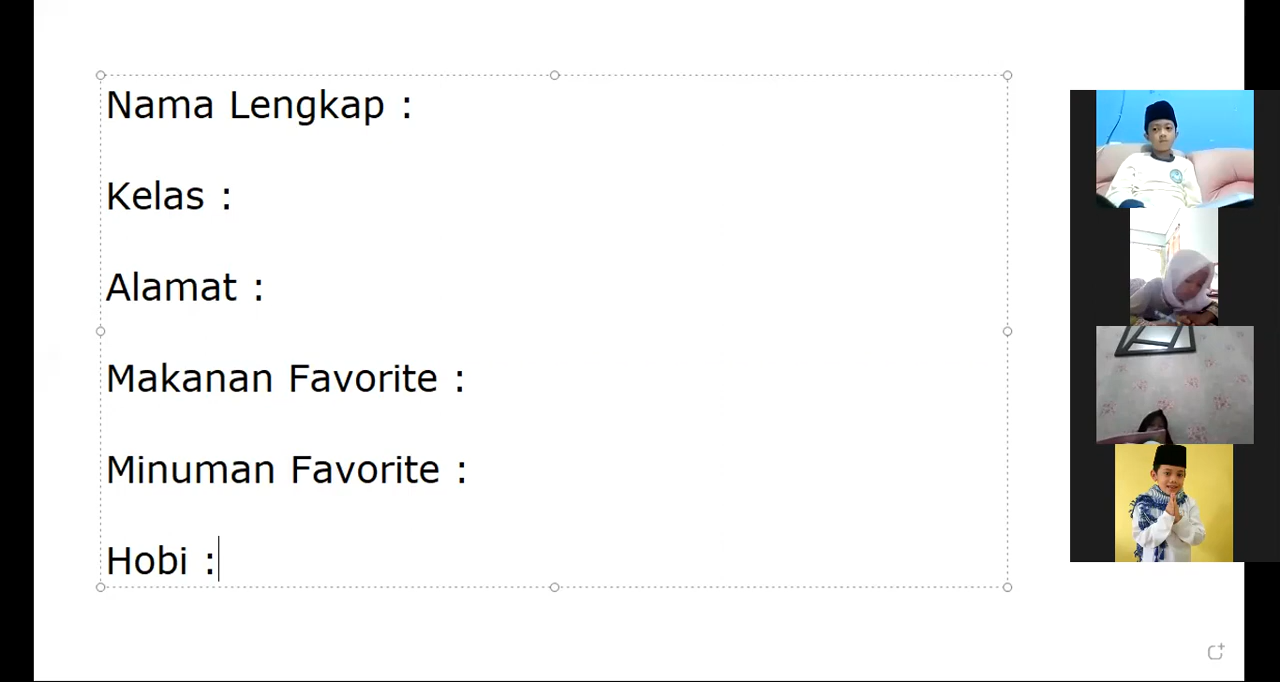 Nama Lengkap :
Kelas :
Alamat :
Makanan Favorite :
Minuman Favorite :
Hobi :